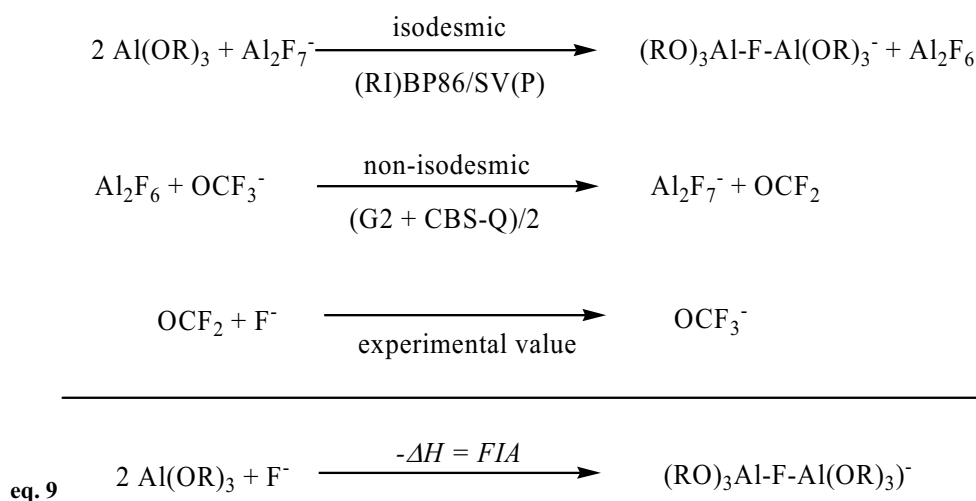 isodesmic
2 Al(OR)₃ + Al₂F₇⁻ (RO)₃Al-F-Al(OR)₃⁻ + Al₂F₆
(RI)BP86/SV(P)
non-isodesmic
Al₂F₆ + OCF₃⁻ Al₂F₇⁻ + OCF₂
(G2 + CBS-Q)/2
OCF₂ + F⁻ OCF₃⁻
experimental value
-ΔH = FIA
eq. 9 2 Al(OR)₃ + F⁻ (RO)₃Al-F-Al(OR)₃)⁻